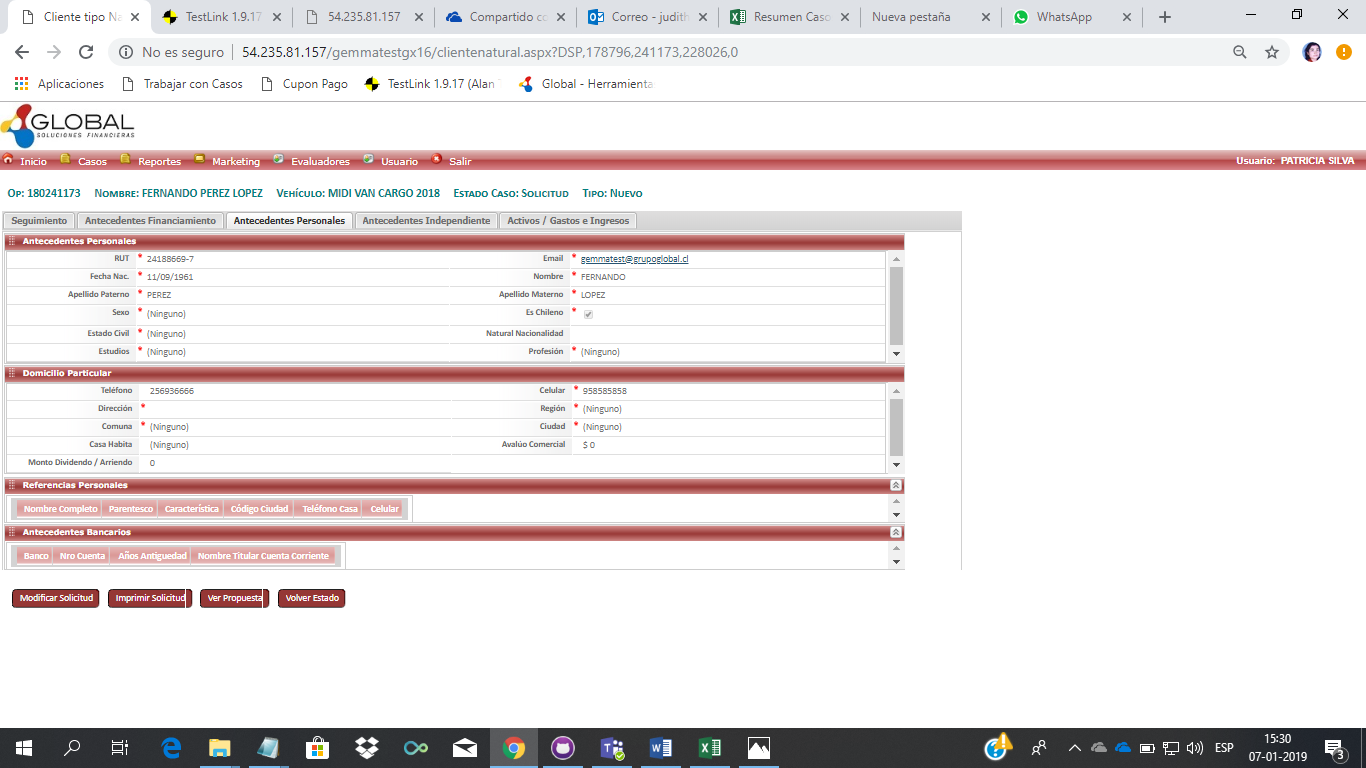 Cliente tipo Na
TestLink 1.9.17
54.235.81.157
Compartido co
Correo - judith
Resumen Caso
Nueva pestaña
WhatsApp
No es seguro | 54.235.81.157/gemmatestgx16/clientenatural.aspx?DSP,178796,241173,228026,0
Aplicaciones Trabajar con Casos Cupon Pago TestLink 1.9.17 (Alan Global - Herramienta
GLOBAL
SOLUCIONES FINANCIERAS
Inicio Casos Reportes Marketing Evaluadores Usuario Salir Usuario: PATRICIA SILVA
Op: 180241173 Nombre: FERNANDO PEREZ LOPEZ Vehículo: MIDI VAN CARGO 2018 Estado Caso: Solicitud Tipo: Nuevo
Seguimiento Antecedentes Financiamiento Antecedentes Personales Antecedentes Independiente Activos / Gastos e Ingresos
Antecedentes Personales
RUT * 24188669-7 Email * gemmatest@grupoglobal.cl
Fecha Nac. * 11/09/1961 Nombre * FERNANDO
Apellido Paterno * PEREZ Apellido Materno * LOPEZ
Sexo * (Ninguno) Es Chileno *
Estado Civil * (Ninguno) Natural Nacionalidad
Estudios * (Ninguno) Profesión * (Ninguno)
Domicilio Particular
Teléfono 256936666 Celular * 958585858
Dirección * Región * (Ninguno)
Comuna * (Ninguno) Ciudad * (Ninguno)
Casa Habita (Ninguno) Avalúo Comercial $ 0
Monto Dividendo / Arriendo 0
Referencias Personales
Nombre Completo Parentesco Característica Código Ciudad Teléfono Casa Celular
Antecedentes Bancarios
Banco Nro Cuenta Años Antiguedad Nombre Titular Cuenta Corriente
Modificar Solicitud Imprimir Solicitud Ver Propuesta Volver Estado
ESP
15:30
07-01-2019
3